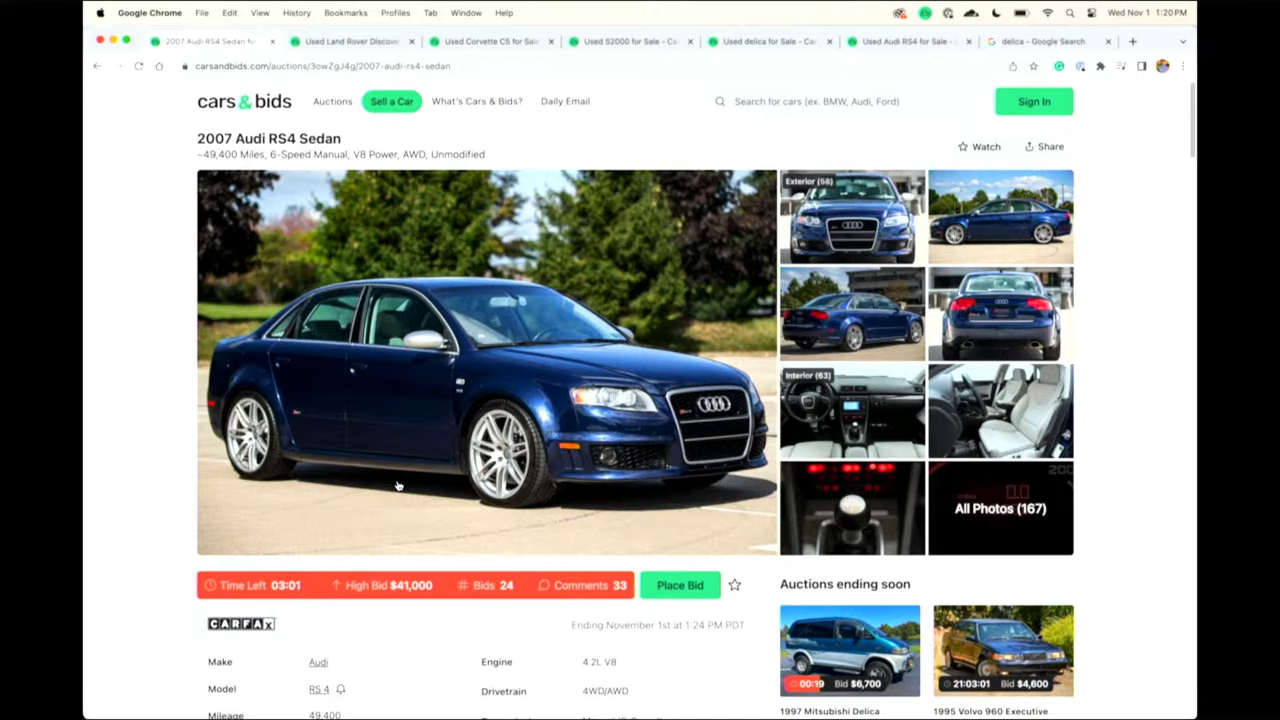 Google Chrome File Edit View History Bookmarks Profiles Tab Window Help Wed Nov 1 1:20PM
2007 Audi RS4 Sedan fo Used Land Rover Discove Used Corvette C5 for Sale Used S2000 for Sale - Ca Used delica for Sale - Car Used Audi RS4 for Sale - delica - Google Search
carsandbids.com/auctions/3owZgJ4g/2007-audi-rs4-sedan
cars & bids Auctions Sell a Car What's Cars & Bids? Daily Email Search for cars (ex. BMW, Audi, Ford) Sign In
2007 Audi RS4 Sedan
~49,400 Miles, 6-Speed Manual, V8 Power, AWD, Unmodified
Watch Share
Exterior (58)
Interior (63)
All Photos (167)
Time Left 03:01 High Bid $41,000 # Bids 24 Comments 33 Place Bid
Auctions ending soon
CARFAX
Ending November 1st at 1:24 PM PDT
Make Audi Engine 4.2L V8
Model RS 4 Drivetrain 4WD/AWD
Mileage 49,400
00:19 Bid $6,700 21:03:01 Bid $4,600
1997 Mitsubishi Delica 1995 Volvo 960 Executive